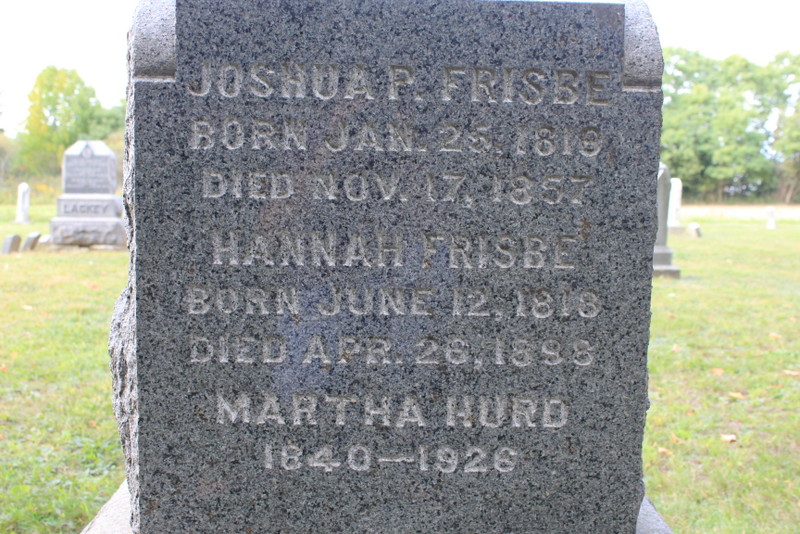 JOSHUA P. FRISBE
BORN JAN. 25, 1819
DIED NOV. 17, 1857
HANNAH FRISBE
BORN JUNE 12, 1818
DIED APR. 26, 1898
MARTHA HURD
1840—1926
LACKEY